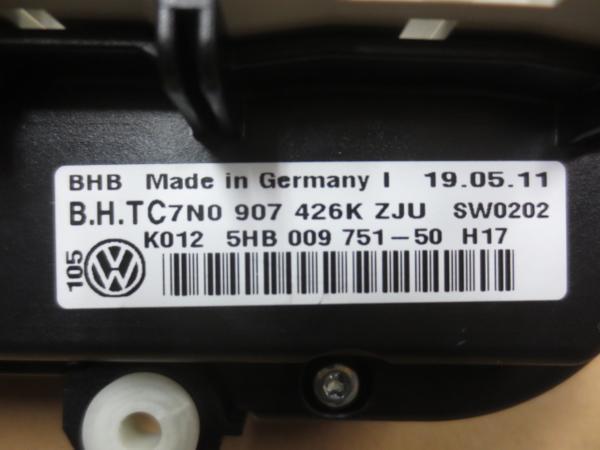 BHB Made in Germany I 19.05.11
B.H.TC7N0 907 426K ZJU SW0202
K012 5HB 009 751-50 H17
105